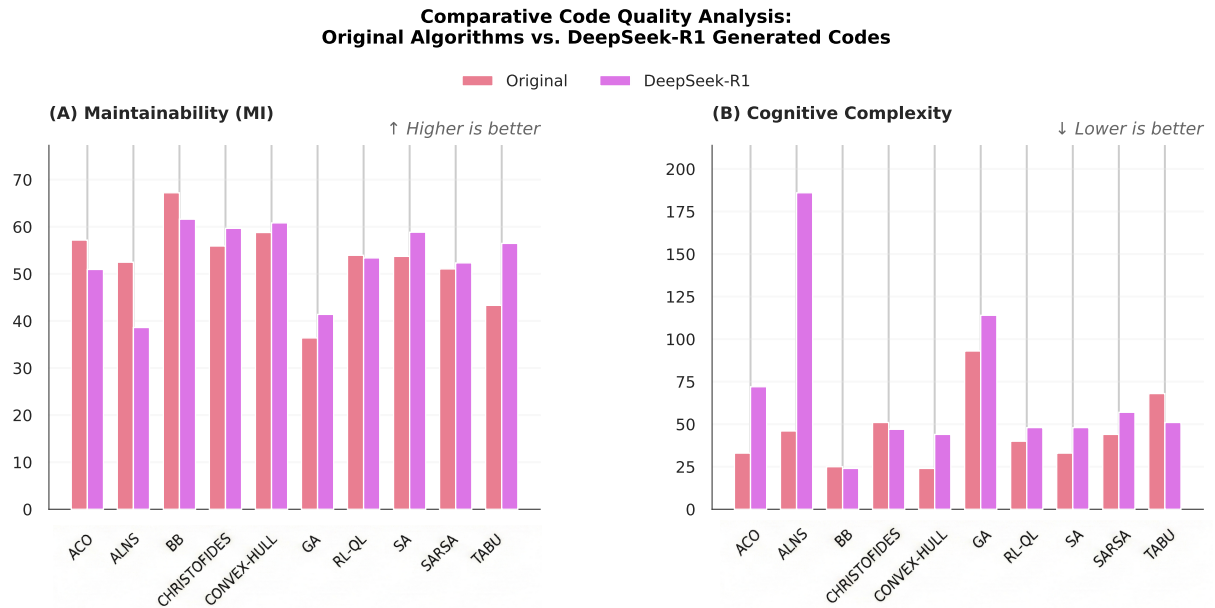 Comparative Code Quality Analysis:
Original Algorithms vs. DeepSeek-R1 Generated Codes
Original
DeepSeek-R1
(A) Maintainability (MI)
↑ Higher is better
70
60
50
40
30
20
10
0
ACO
ALNS
BB
CHRISTOFIDES
CONVEX-HULL
GA
RL-QL
SA
SARSA
TABU
(B) Cognitive Complexity
↓ Lower is better
200
175
150
125
100
75
50
25
0
ACO
ALNS
BB
CHRISTOFIDES
CONVEX-HULL
GA
RL-QL
SA
SARSA
TABU